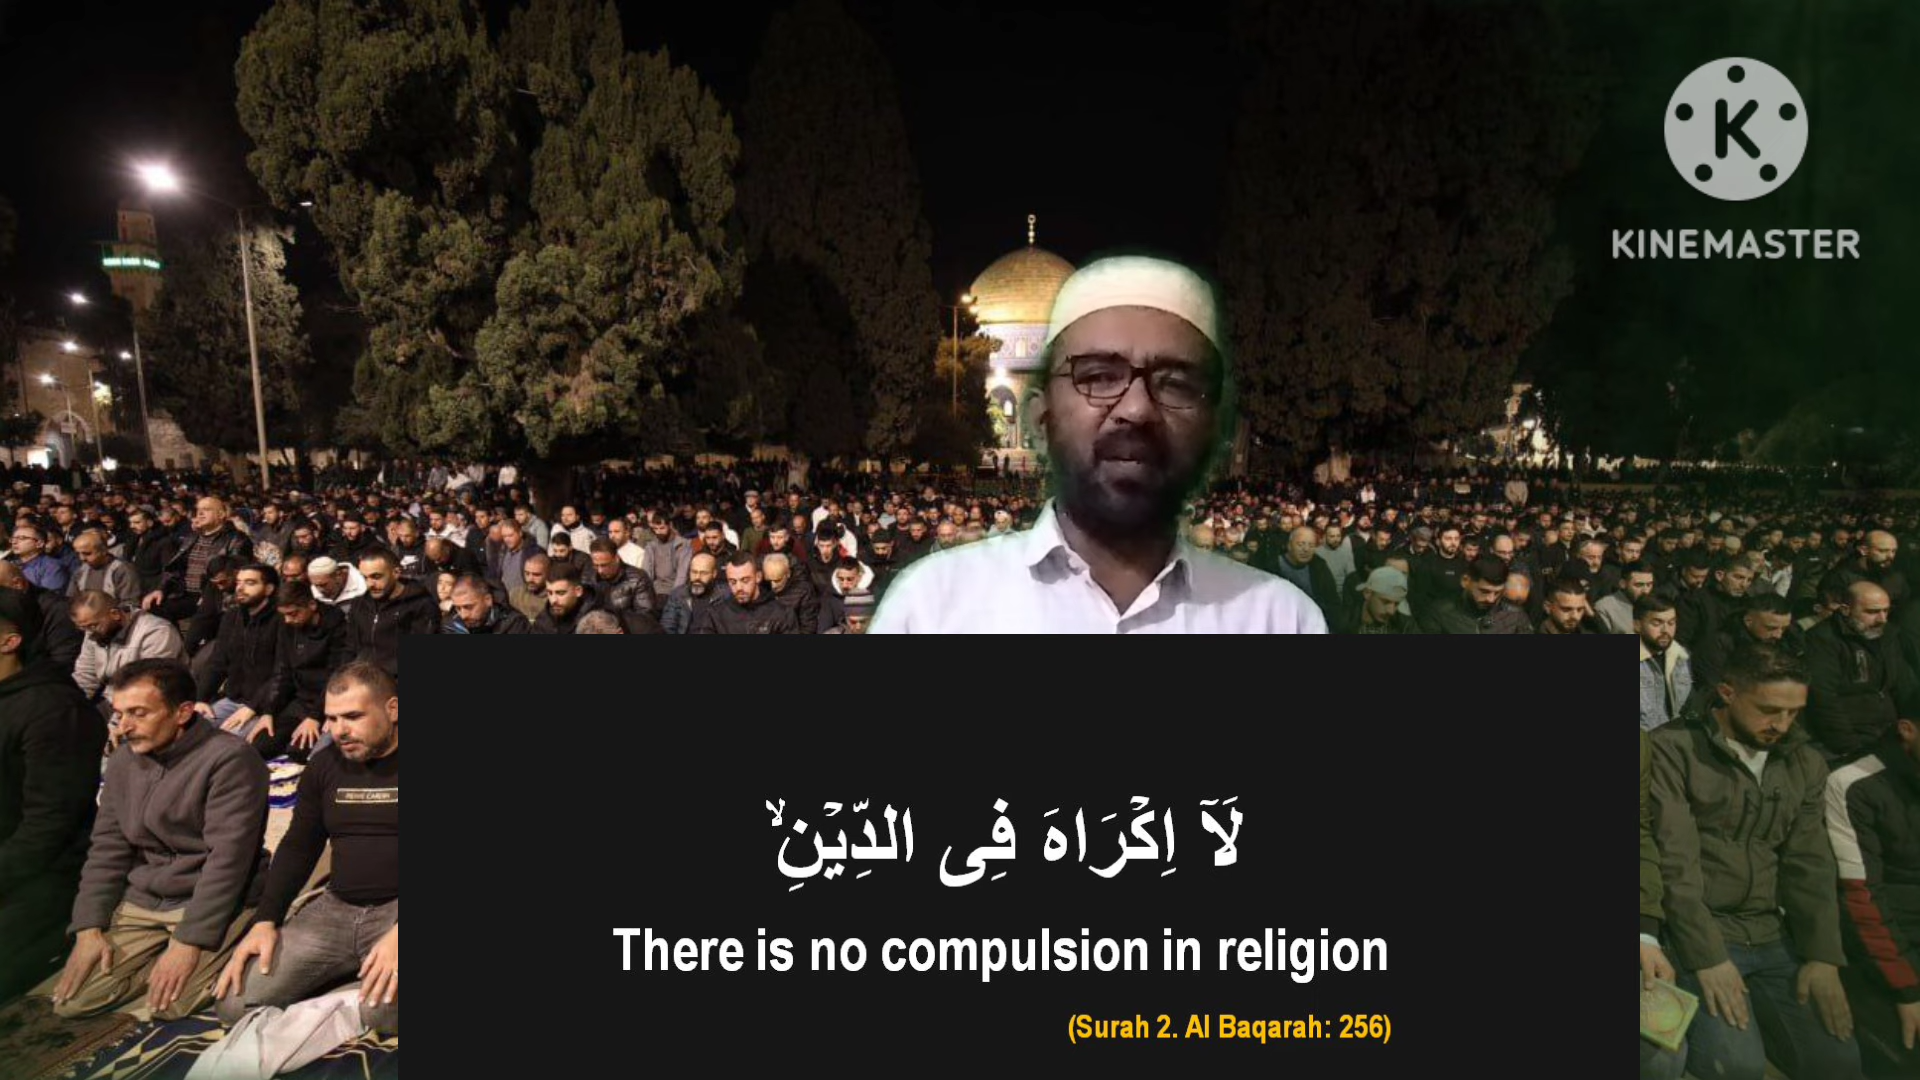 KINEMASTER
لَآ اِكْرَاهَ فِى الدِّيْنِۙ
There is no compulsion in religion
(Surah 2. Al Baqarah: 256)